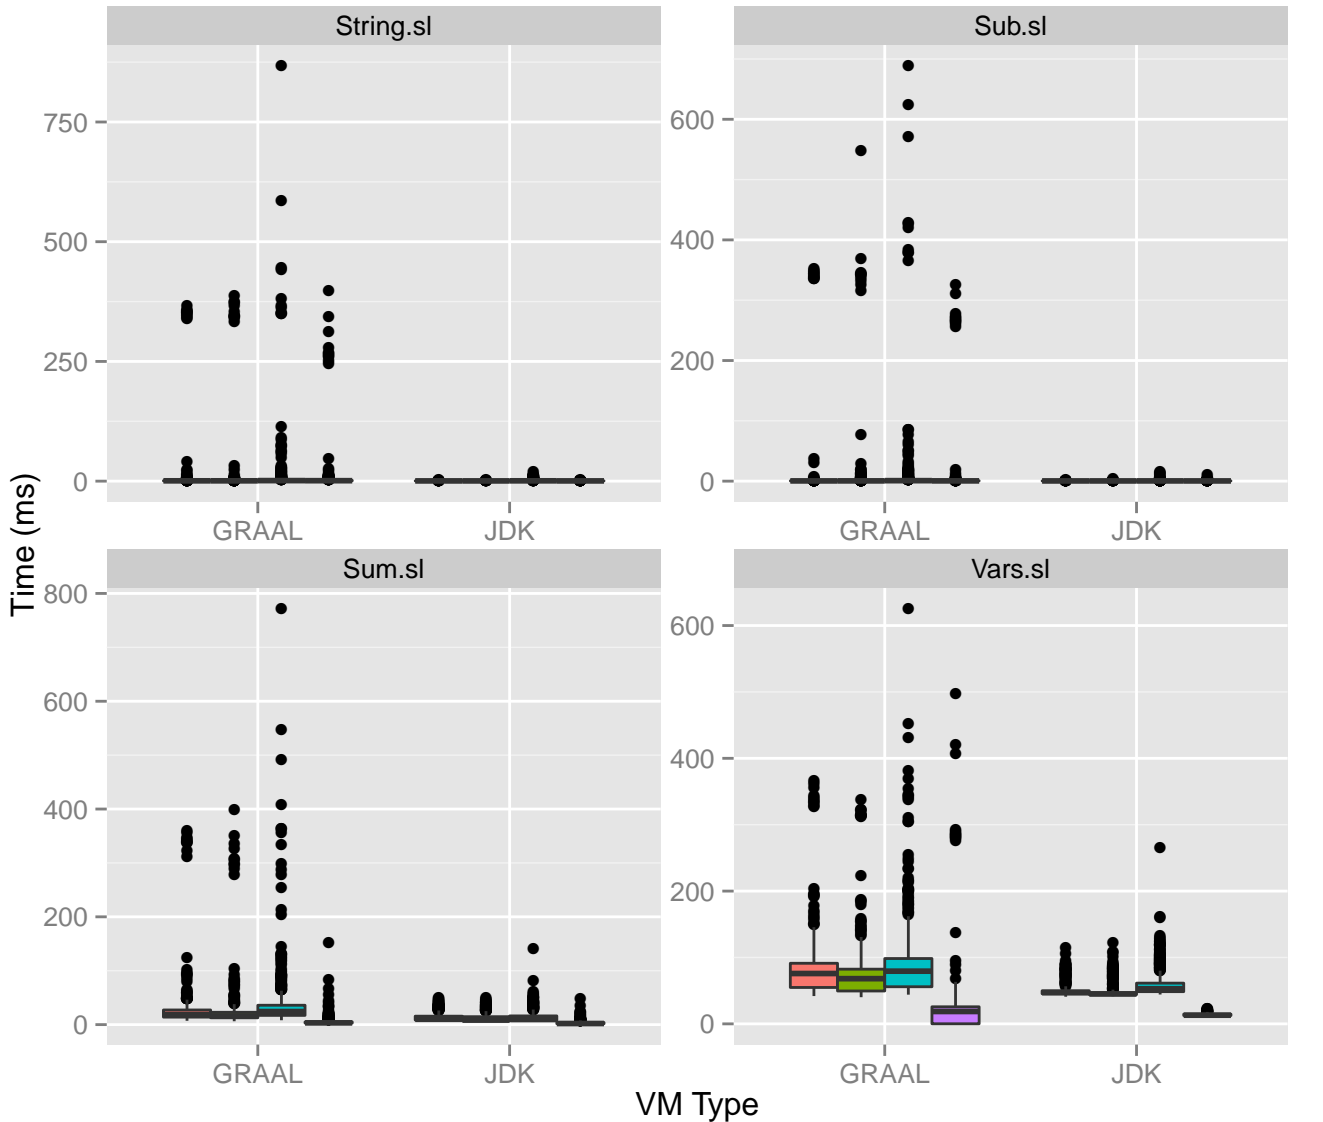 String.sl
Sub.sl
750
500
250
0
600
400
200
0
GRAAL
JDK
GRAAL
JDK
Sum.sl
Vars.sl
800
600
400
200
0
600
400
200
0
GRAAL
JDK
GRAAL
JDK
Time (ms)
VM Type